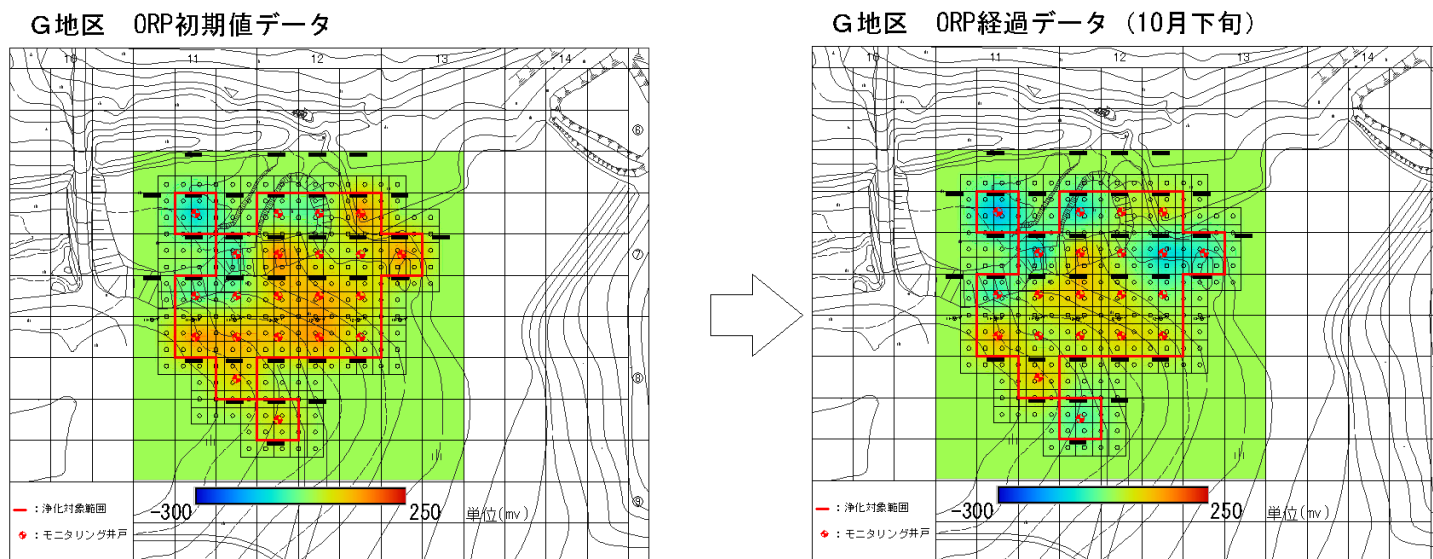 G地区 ORP初期値データ
10 11 12 13 14
⑥
⑦
⑧
⑨
-300 250 単位(mv)
：浄化対象範囲
：モニタリング井戸
G地区 ORP経過データ (10月下旬)
11 12 13 14
-300 250 単位(mv)
：浄化対象範囲
：モニタリング井戸